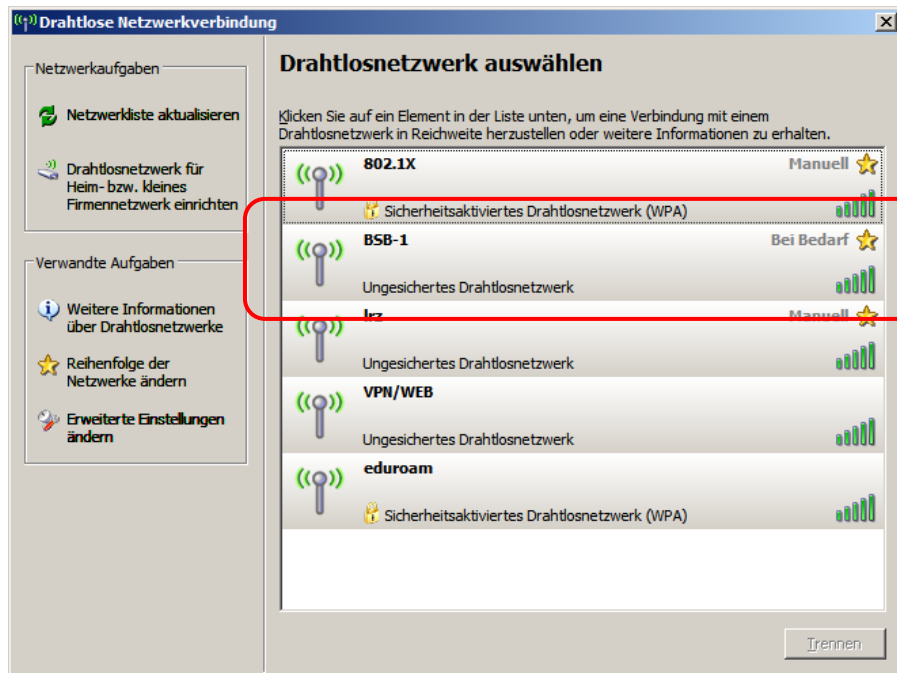 Drahtlose Netzwerkverbindung
Netzwerkaufgaben
Netzwerkliste aktualisieren
Drahtlosnetzwerk für
Heim- bzw. kleines
Firmennetzwerk einrichten
Verwandte Aufgaben
Weitere Informationen
über Drahtlosnetzwerke
Reihenfolge der
Netzwerke ändern
Erweiterte Einstellungen
ändern
Drahtlosnetzwerk auswählen
Klicken Sie auf ein Element in der Liste unten, um eine Verbindung mit einem
Drahtlosnetzwerk in Reichweite herzustellen oder weitere Informationen zu erhalten.
802.1X Manuell
Sicherheitsaktiviertes Drahtlosnetzwerk (WPA)
BSB-1 Bei Bedarf
Ungesichertes Drahtlosnetzwerk
lrz Manuell
Ungesichertes Drahtlosnetzwerk
VPN/WEB
Ungesichertes Drahtlosnetzwerk
eduroam
Sicherheitsaktiviertes Drahtlosnetzwerk (WPA)
Trennen